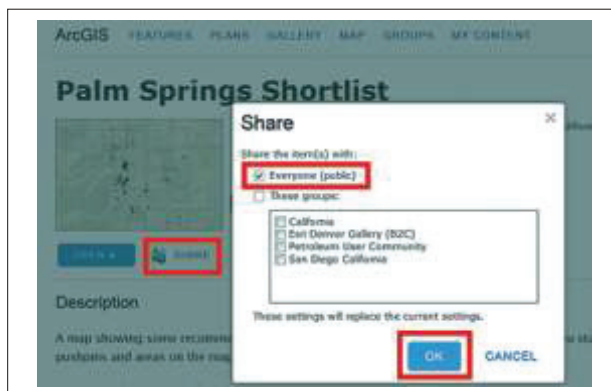 ArcGIS FEATURES PLANS GALLERY MAP GROUPS MY CONTENT
Palm Springs Shortlist
Share
×
Share the item(s) with:
Everyone (public)
These groups:
California
Esri Denver Gallery (B2C)
Petroleum User Community
San Diego California
OPEN
SHARE
These settings will replace the current settings.
Description
OK
CANCEL
A map showing some
pushpins and areas on the